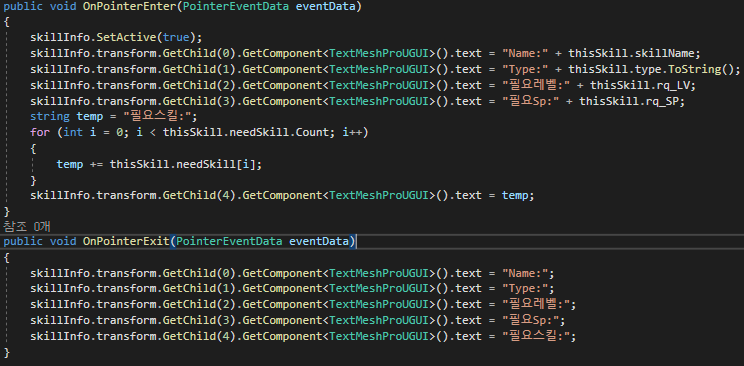 public void OnPointerEnter(PointerEventData eventData)
{
skillInfo.SetActive(true);
skillInfo.transform.GetChild(0).GetComponent<TextMeshProUGUI>().text = "Name:" + thisSkill.skillName;
skillInfo.transform.GetChild(1).GetComponent<TextMeshProUGUI>().text = "Type:" + thisSkill.type.ToString();
skillInfo.transform.GetChild(2).GetComponent<TextMeshProUGUI>().text = "필요레벨:" + thisSkill.rq_LV;
skillInfo.transform.GetChild(3).GetComponent<TextMeshProUGUI>().text = "필요Sp:" + thisSkill.rq_SP;
string temp = "필요스킬:";
for (int i = 0; i < thisSkill.needSkill.Count; i++)
{
temp += thisSkill.needSkill[i];
}
skillInfo.transform.GetChild(4).GetComponent<TextMeshProUGUI>().text = temp;
}
참조 0개
public void OnPointerExit(PointerEventData eventData)
{
skillInfo.transform.GetChild(0).GetComponent<TextMeshProUGUI>().text = "Name:";
skillInfo.transform.GetChild(1).GetComponent<TextMeshProUGUI>().text = "Type:";
skillInfo.transform.GetChild(2).GetComponent<TextMeshProUGUI>().text = "필요레벨:";
skillInfo.transform.GetChild(3).GetComponent<TextMeshProUGUI>().text = "필요Sp:";
skillInfo.transform.GetChild(4).GetComponent<TextMeshProUGUI>().text = "필요스킬:";
}